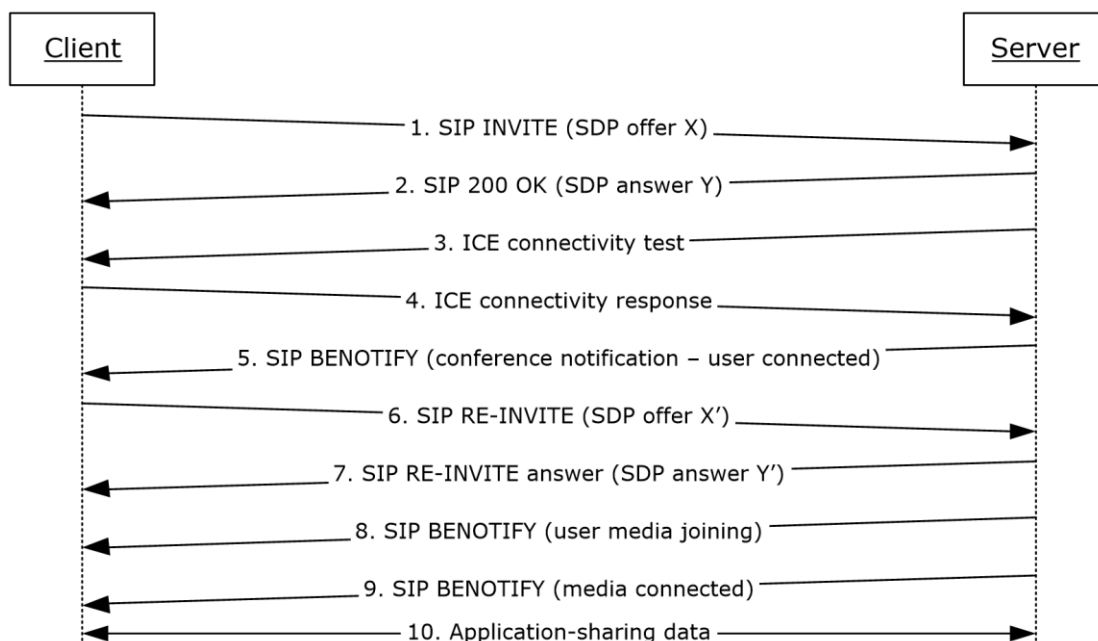 Client
Server
1. SIP INVITE (SDP offer X)
2. SIP 200 OK (SDP answer Y)
3. ICE connectivity test
4. ICE connectivity response
5. SIP BENOTIFY (conference notification – user connected)
6. SIP RE-INVITE (SDP offer X’)
7. SIP RE-INVITE answer (SDP answer Y’)
8. SIP BENOTIFY (user media joining)
9. SIP BENOTIFY (media connected)
10. Application-sharing data